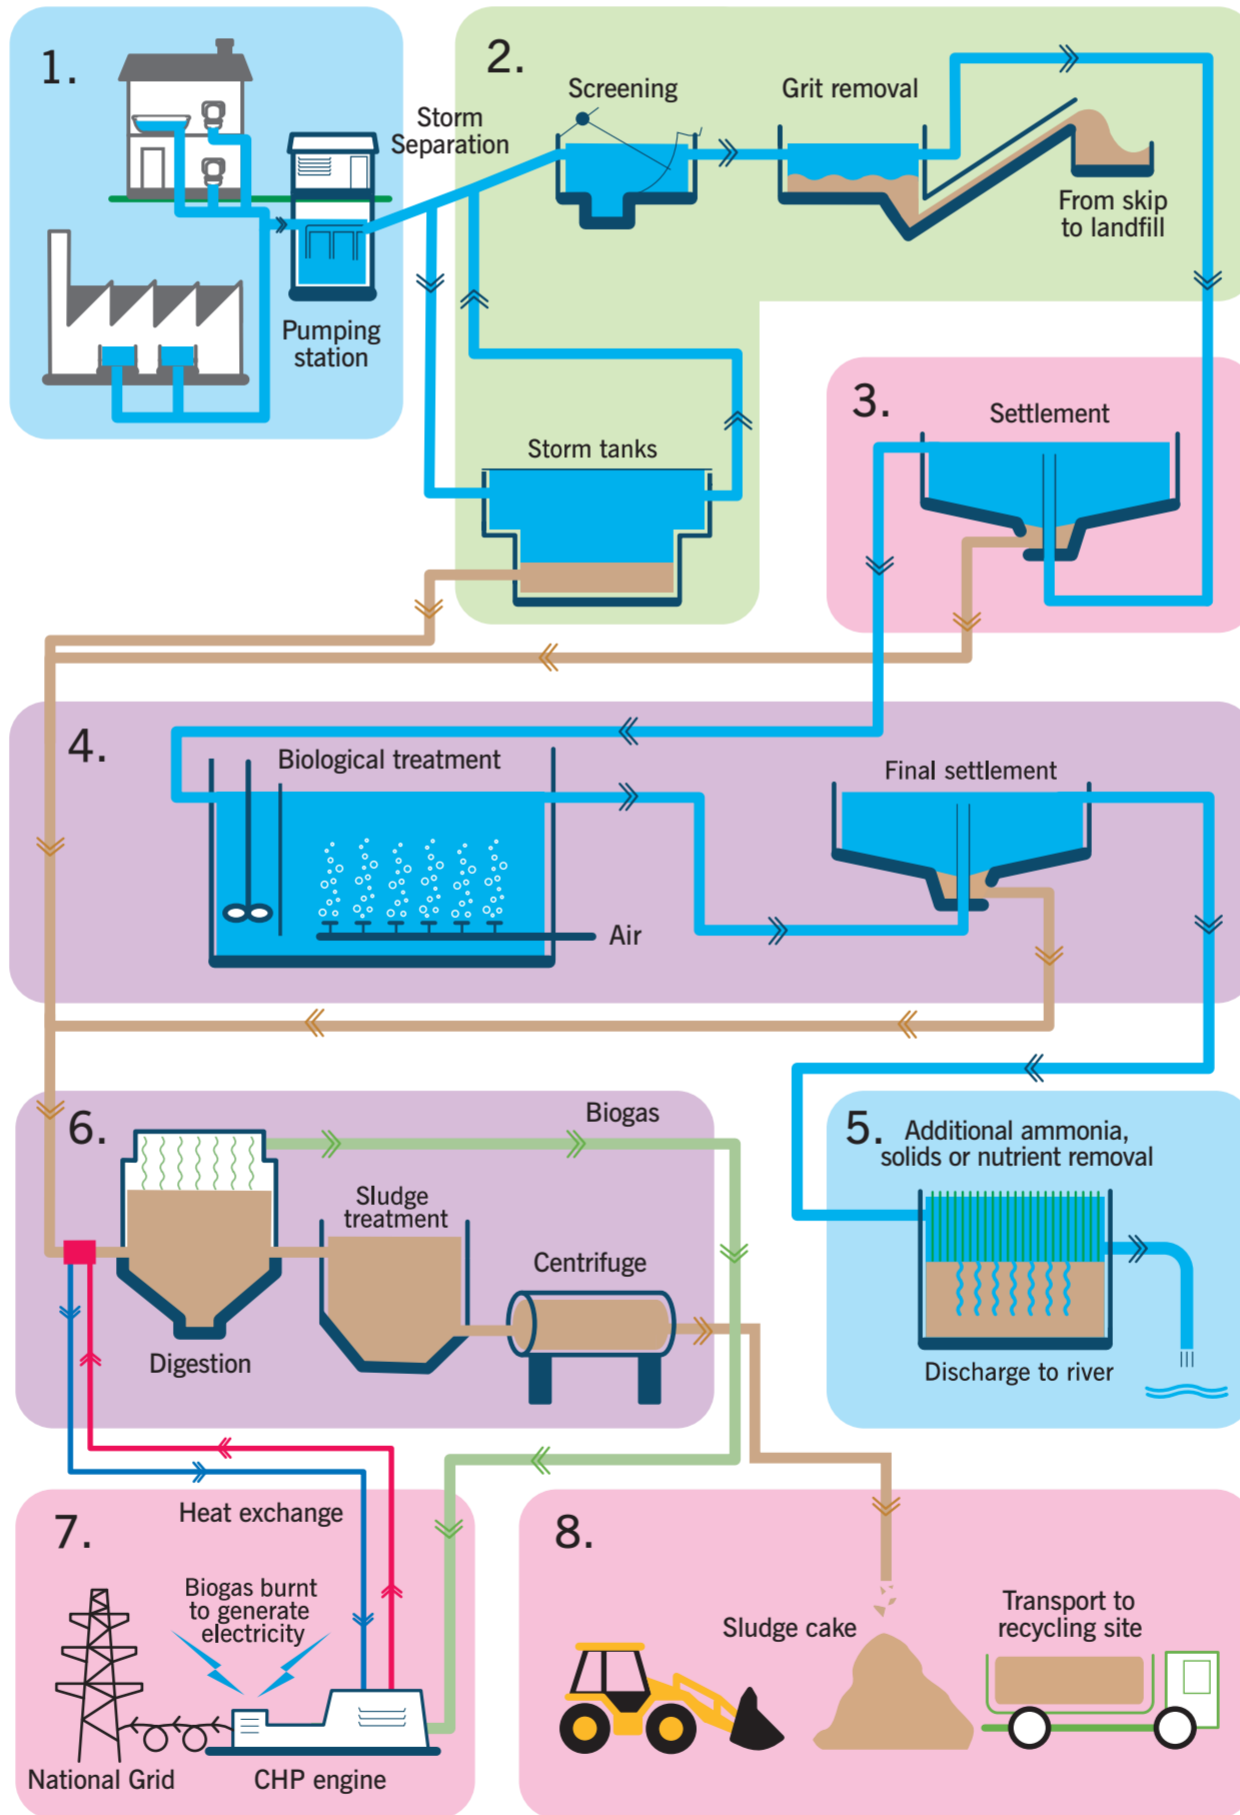 1.
Pumping
station
2.
Storm
Separation
Screening
Grit removal
From skip
to landfill
Storm tanks
3.
Settlement
4.
Biological treatment
Air
Final settlement
5.
Additional ammonia,
solids or nutrient removal
Discharge to river
6.
Biogas
Sludge
treatment
Centrifuge
Digestion
7.
Heat exchange
Biogas burnt
to generate
electricity
National Grid
CHP engine
8.
Sludge cake
Transport to
recycling site